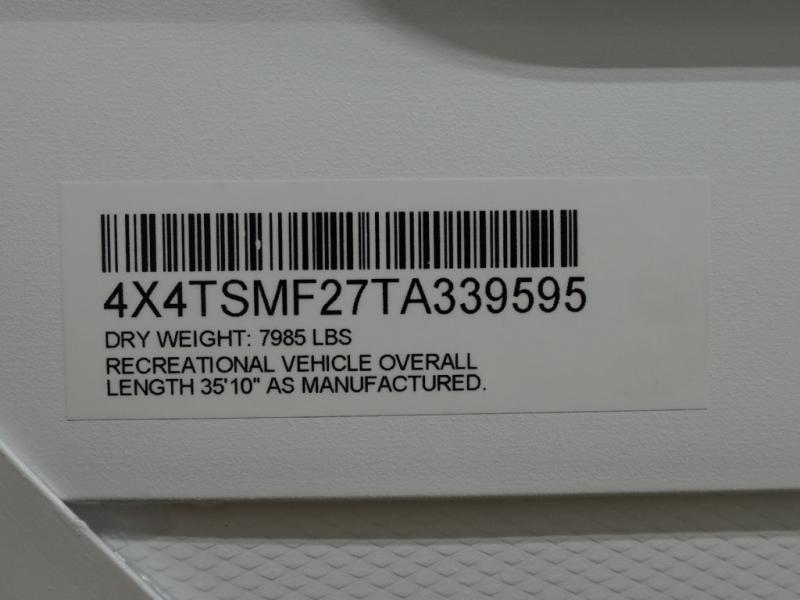 4X4TSMF27TA339595
DRY WEIGHT: 7985 LBS
RECREATIONAL VEHICLE OVERALL
LENGTH 35'10" AS MANUFACTURED.